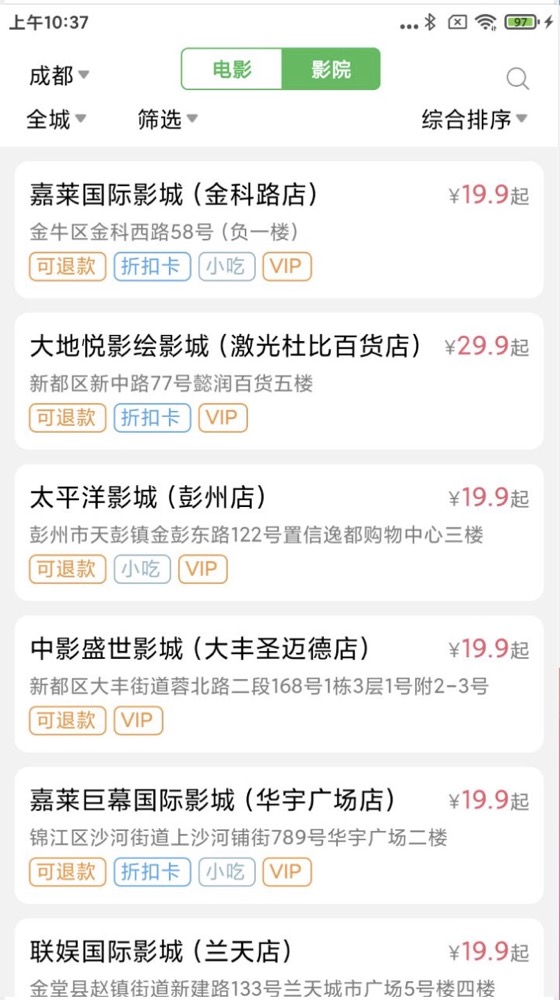 上午10:37
97
成都
电影
影院
全城
筛选
综合排序
嘉莱国际影城（金科路店）
¥19.9起
金牛区金科西路58号（负一楼）
可退款 折扣卡 小吃 VIP
大地悦影绘影城（激光杜比百货店）
¥29.9起
新都区新中路77号懿润百货五楼
可退款 折扣卡 VIP
太平洋影城（彭州店）
¥19.9起
彭州市天彭镇金彭东路122号置信逸都购物中心三楼
可退款 小吃 VIP
中影盛世影城（大丰圣迈德店）
¥19.9起
新都区大丰街道蓉北路二段168号1栋3层1号附2-3号
可退款 VIP
嘉莱巨幕国际影城（华宇广场店）
¥19.9起
锦江区沙河街道上沙河铺街789号华宇广场二楼
可退款 折扣卡 小吃 VIP
联娱国际影城（兰天店）
¥19.9起
金堂县赵镇街道新建路133号兰天城市广场5号楼四楼